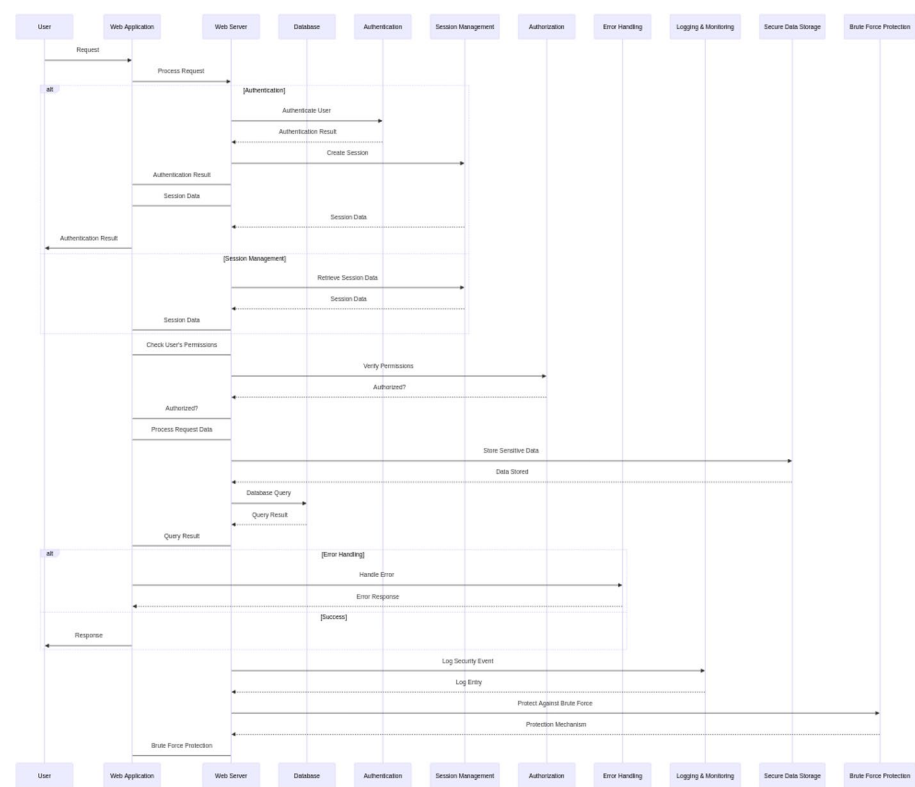 User Web Application Web Server Database Authentication Session Management Authorization Error Handling Logging & Monitoring Secure Data Storage Brute Force Protection
Request
Process Request
alt [Authentication]
Authenticate User
Authentication Result
Create Session
Authentication Result
Session Data
Session Data
Authentication Result
[Session Management]
Retrieve Session Data
Session Data
Session Data
Check User's Permissions
Verify Permissions
Authorized?
Authorized?
Process Request Data
Store Sensitive Data
Data Stored
Database Query
Query Result
Query Result
alt [Error Handling]
Handle Error
Error Response
[Success]
Response
Log Security Event
Log Entry
Protect Against Brute Force
Protection Mechanism
Brute Force Protection
User Web Application Web Server Database Authentication Session Management Authorization Error Handling Logging & Monitoring Secure Data Storage Brute Force Protection